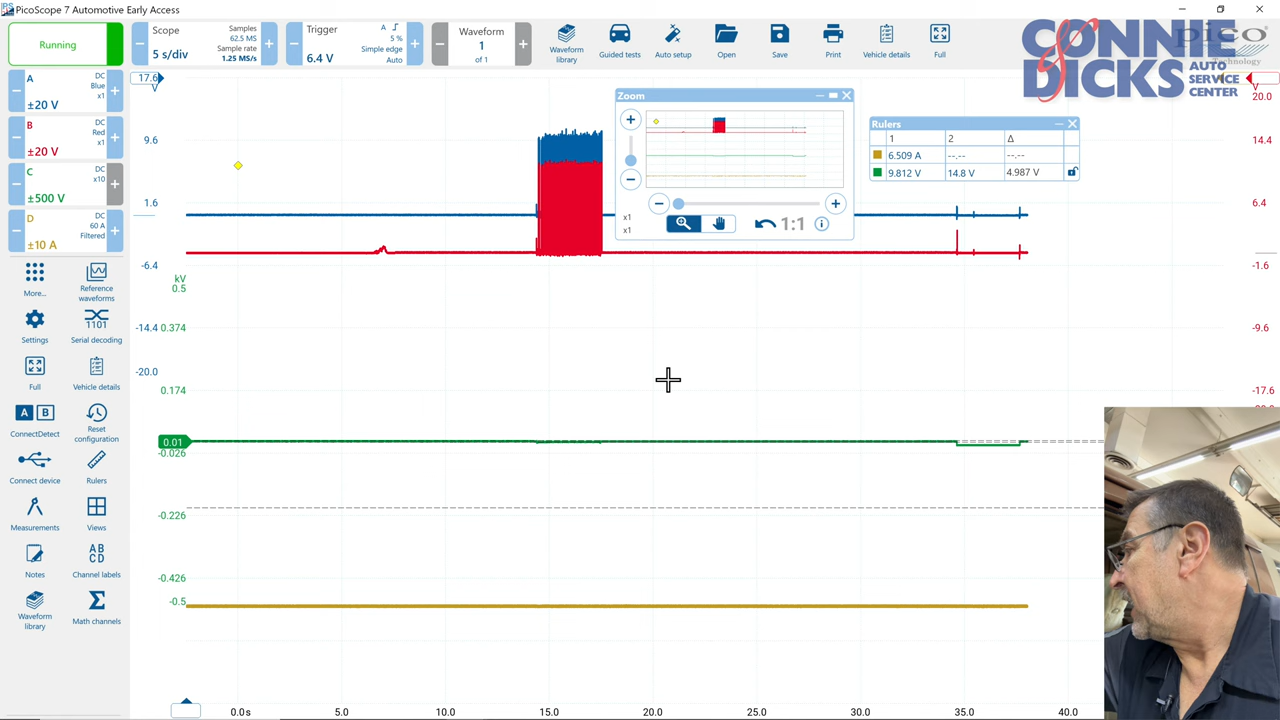 PicoScope 7 Automotive Early Access
Running
Scope
5 s/div
Samples
62.5 MS
Sample rate
1.25 MS/s
Trigger
6.4 V
A
5 %
Simple edge
Auto
Waveform
1
of 1
Waveform library
Guided tests
Auto setup
Open
Save
Print
Vehicle details
Full
CONNIE & DICKS
AUTO
SERVICE
CENTER
pico
Technology
A
DC
Blue
x1
±20 V
B
DC
Red
x1
±20 V
C
DC
x10
±500 V
D
DC
60 A
Filtered
±10 A
More...
Reference waveforms
Settings
Serial decoding
Full
Vehicle details
ConnectDetect
Reset configuration
Connect device
Rulers
Measurements
Views
Notes
Channel labels
Waveform library
Math channels
17.6
V
9.6
1.6
-6.4
-14.4
-20.0
kV
0.5
0.374
0.174
0.01
-0.026
-0.226
-0.426
-0.5
V
20.0
14.4
6.4
-1.6
-9.6
-17.6
Zoom
x1
x1
1:1
Rulers
1 2 Δ
6.509 A --.-- --.--
9.812 V 14.8 V 4.987 V
0.0s 5.0 10.0 15.0 20.0 25.0 30.0 35.0 40.0